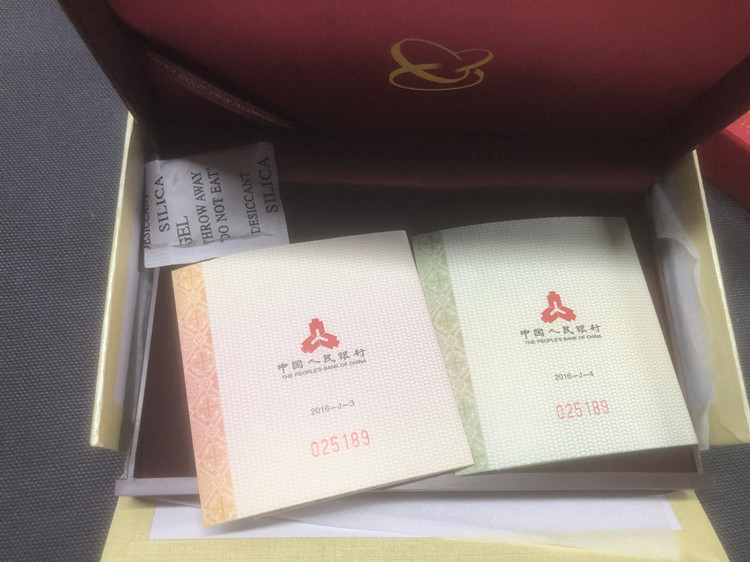 DESICCANT
SILICA
GEL
THROW AWAY
DO NOT EAT
DESICCANT
SILICA
中国人民银行
THE PEOPLE'S BANK OF CHINA
2016-J-3
025189
中国人民银行
THE PEOPLE'S BANK OF CHINA
2016-J-4
025189